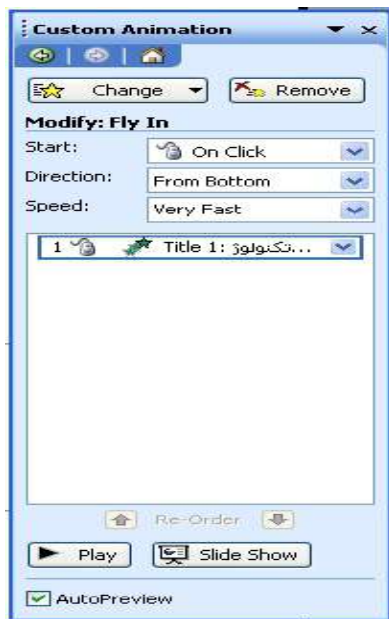 Custom Animation
Change
Remove
Modify: Fly In
Start:
On Click
Direction:
From Bottom
Speed:
Very Fast
1 Title 1: تکنولوژ...
Re-Order
Play
Slide Show
AutoPreview